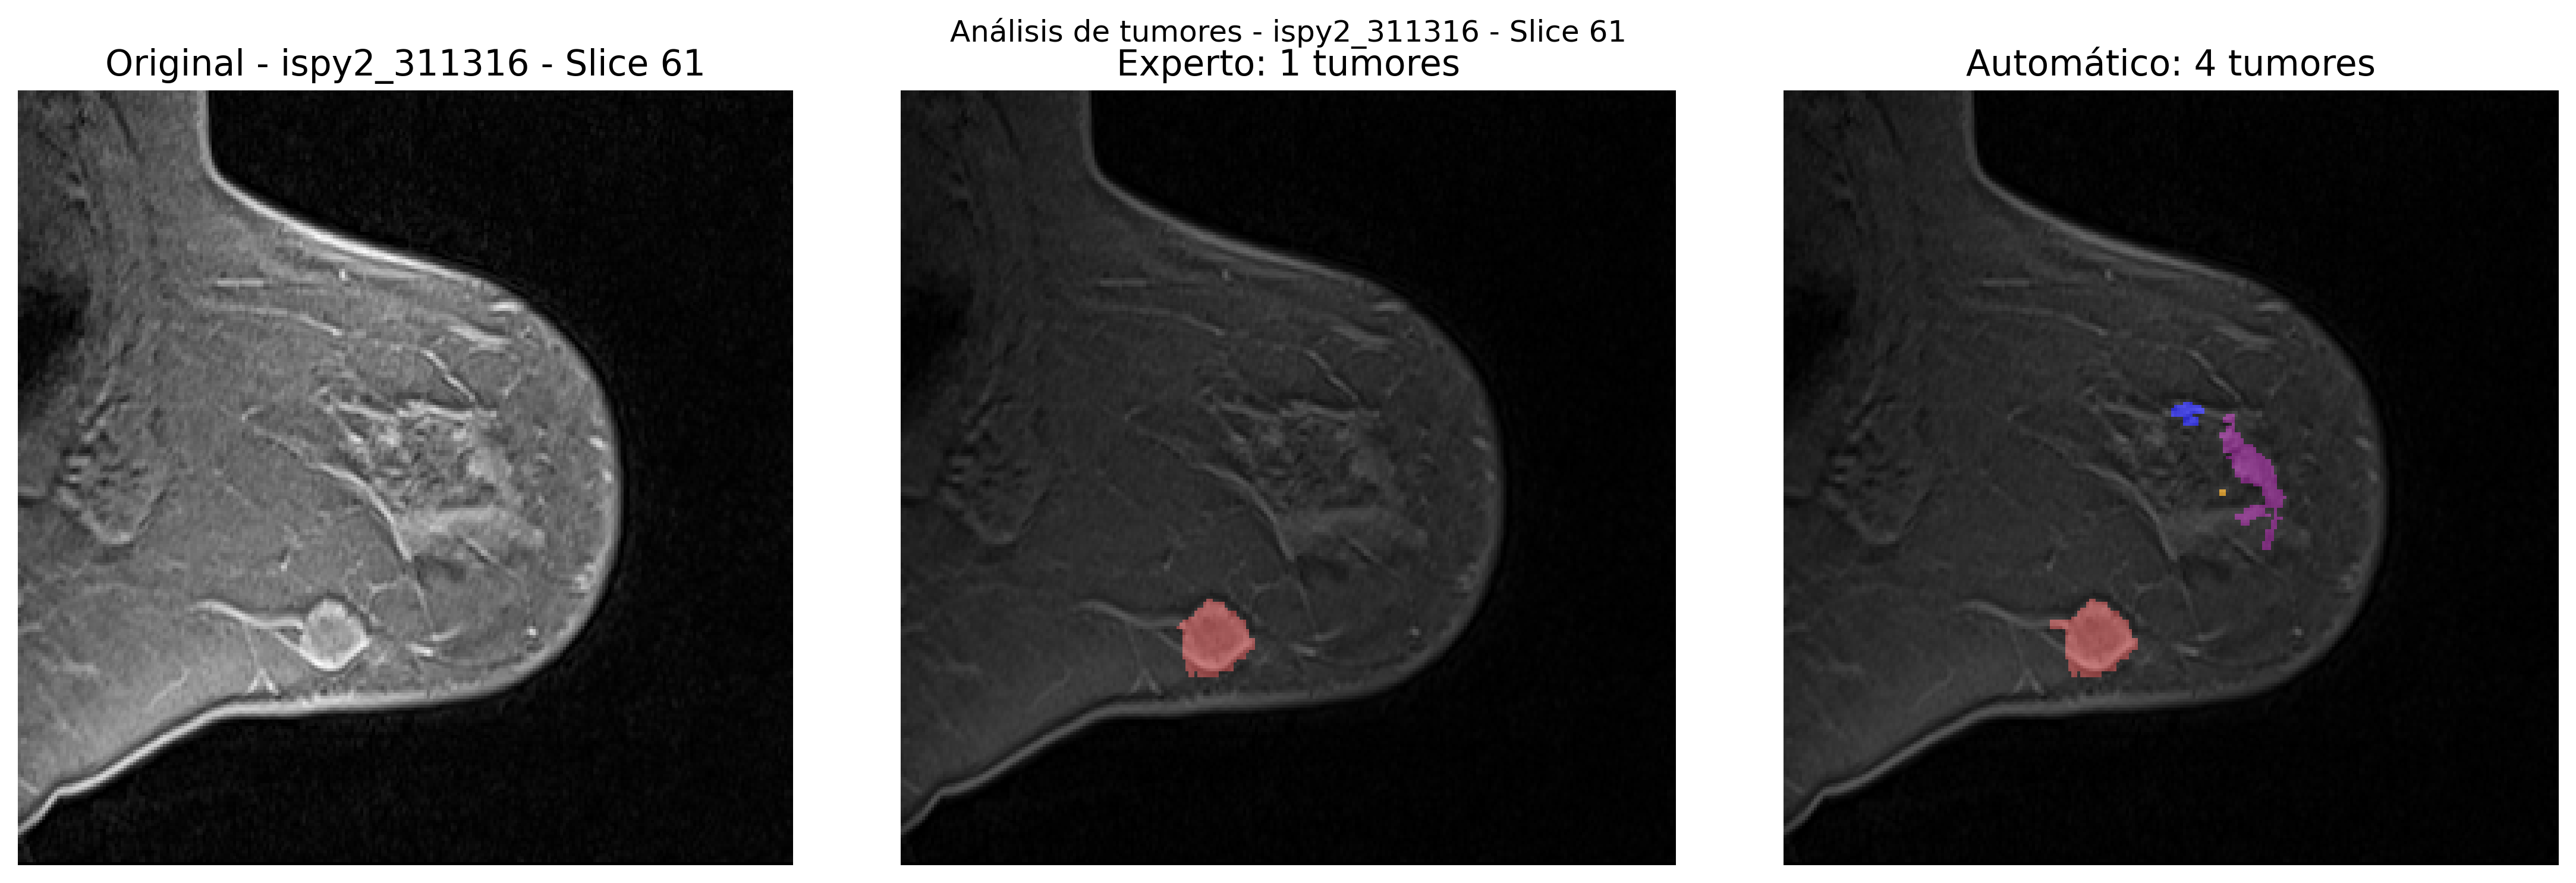 Análisis de tumores - ispy2_311316 - Slice 61
Original - ispy2_311316 - Slice 61
Experto: 1 tumores
Automático: 4 tumores